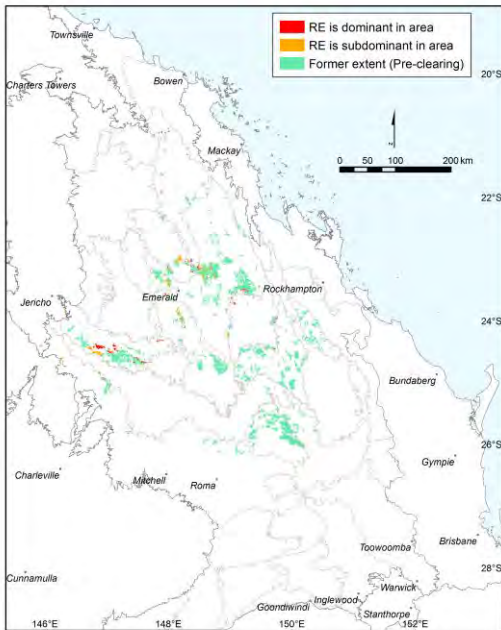 RE is dominant in area
RE is subdominant in area
Former extent (Pre-clearing)
Townsville
20°S
Bowen
Charters Towers
Mackay
0 50 100 200 km
22°S
Emerald
Rockhampton
Jericho
24°S
Bundaberg
26°S
Gympie
Charleville
Mitchell
Roma
Brisbane
Toowoomba
28°S
Cunnamulla
Warwick
Inglewood
Goondiwindi
Stanthorpe
146°E
148°E
150°E
152°E